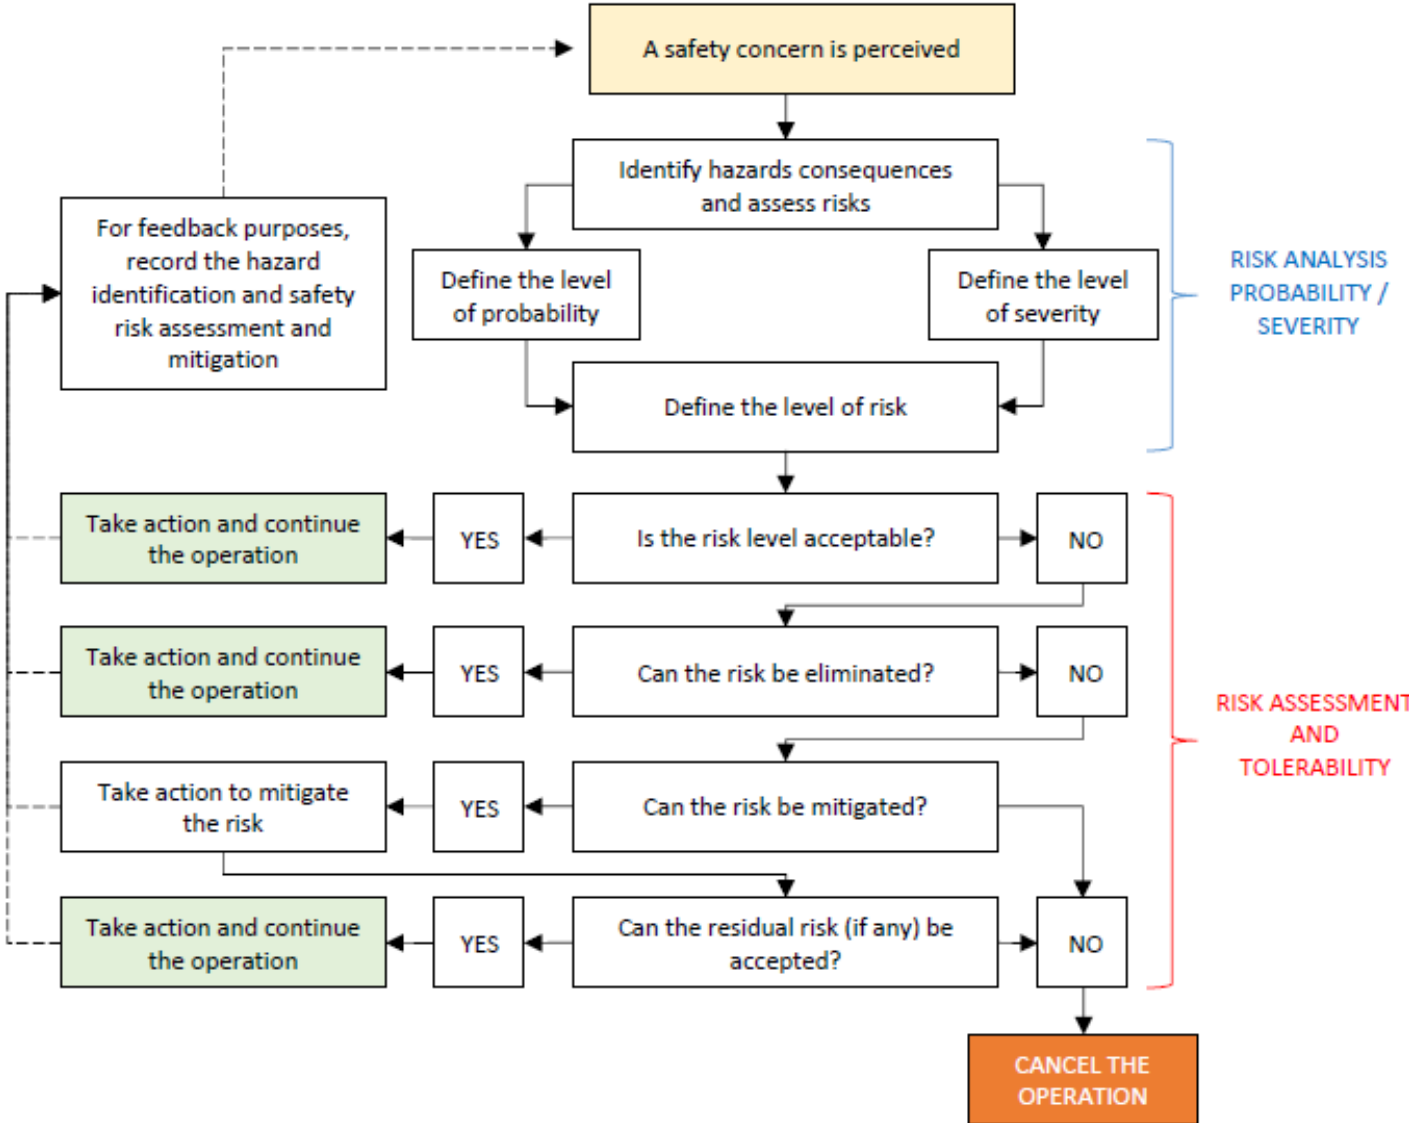 A safety concern is perceived
Identify hazards consequences
and assess risks
For feedback purposes,
record the hazard
identification and safety
risk assessment and
mitigation
Define the level
of probability
Define the level
of severity
RISK ANALYSIS
PROBABILITY /
SEVERITY
Define the level of risk
Take action and continue
the operation
YES
Is the risk level acceptable?
NO
Take action and continue
the operation
YES
Can the risk be eliminated?
NO
RISK ASSESSMENT
AND
TOLERABILITY
Take action to mitigate
the risk
YES
Can the risk be mitigated?
Take action and continue
the operation
YES
Can the residual risk (if any) be
accepted?
NO
CANCEL THE
OPERATION